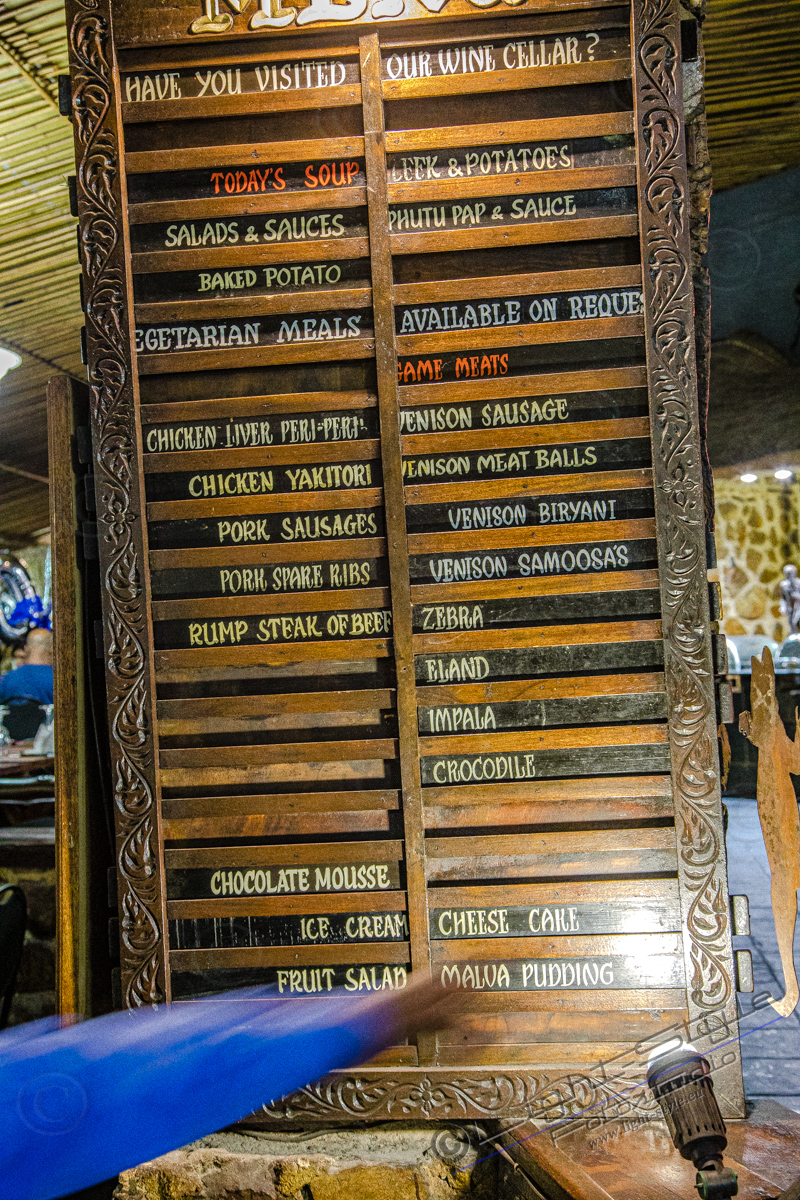 MENU
HAVE YOU VISITED OUR WINE CELLAR?
TODAY'S SOUP LEEK & POTATOES
SALADS & SAUCES PHUTU PAP & SAUCE
BAKED POTATO
EGETARIAN MEALS AVAILABLE ON REQUES
GAME MEATS
CHICKEN LIVER PERI-PERI VENISON SAUSAGE
CHICKEN YAKITORI VENISON MEAT BALLS
PORK SAUSAGES VENISON BIRYANI
PORK SPARE RIBS VENISON SAMOOSA'S
RUMP STEAK OF BEEF ZEBRA
ELAND
IMPALA
CROCODILE
CHOCOLATE MOUSSE
ICE CREAM CHEESE CAKE
FRUIT SALAD MALVA PUDDING